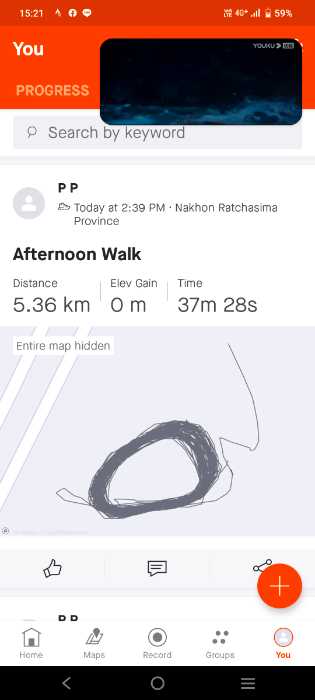 15:21
4G+
59%
You
YOUKU
PROGRESS
Search by keyword
P P
Today at 2:39 PM · Nakhon Ratchasima
Province
Afternoon Walk
Distance
Elev Gain
Time
5.36 km
0 m
37m 28s
Entire map hidden
P P
Home
Maps
Record
Groups
You